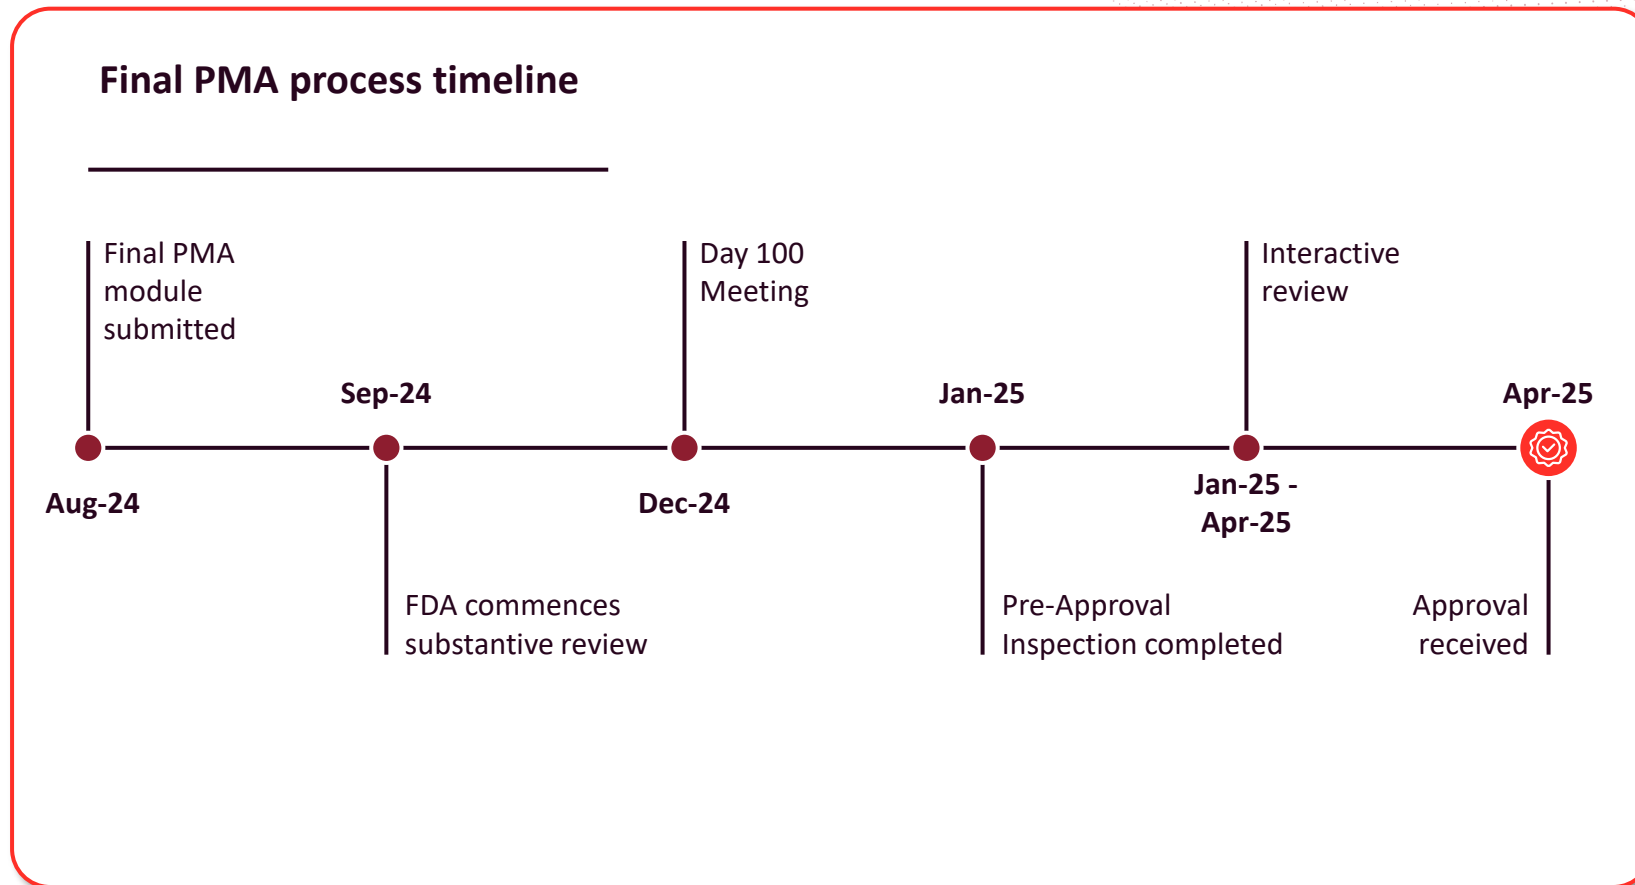 Final PMA process timeline
Final PMA
module
submitted
Aug-24
Sep-24
FDA commences
substantive review
Day 100
Meeting
Dec-24
Jan-25
Pre-Approval
Inspection completed
Interactive
review
Jan-25 -
Apr-25
Apr-25
Approval
received